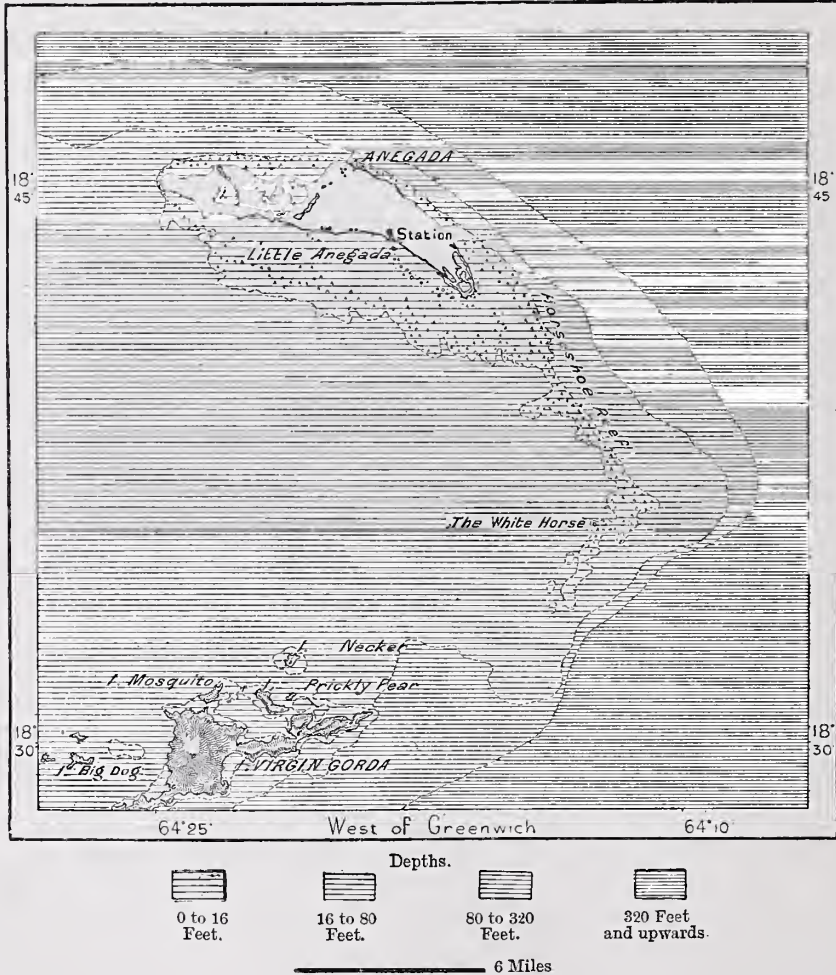 ANEGADA
18°
45
18°
45
Station
Little Anegada
Horse-shoe Reef
The White Horse
I. Necker
I. Mosquito
I. Prickly Pear
18°
30'
18°
30'
I. Big Dog
I. VIRGIN GORDA
64°25
West of Greenwich
64°10
Depths.
0 to 16
Feet.
16 to 80
Feet.
80 to 320
Feet.
320 Feet
and upwards.
6 Miles